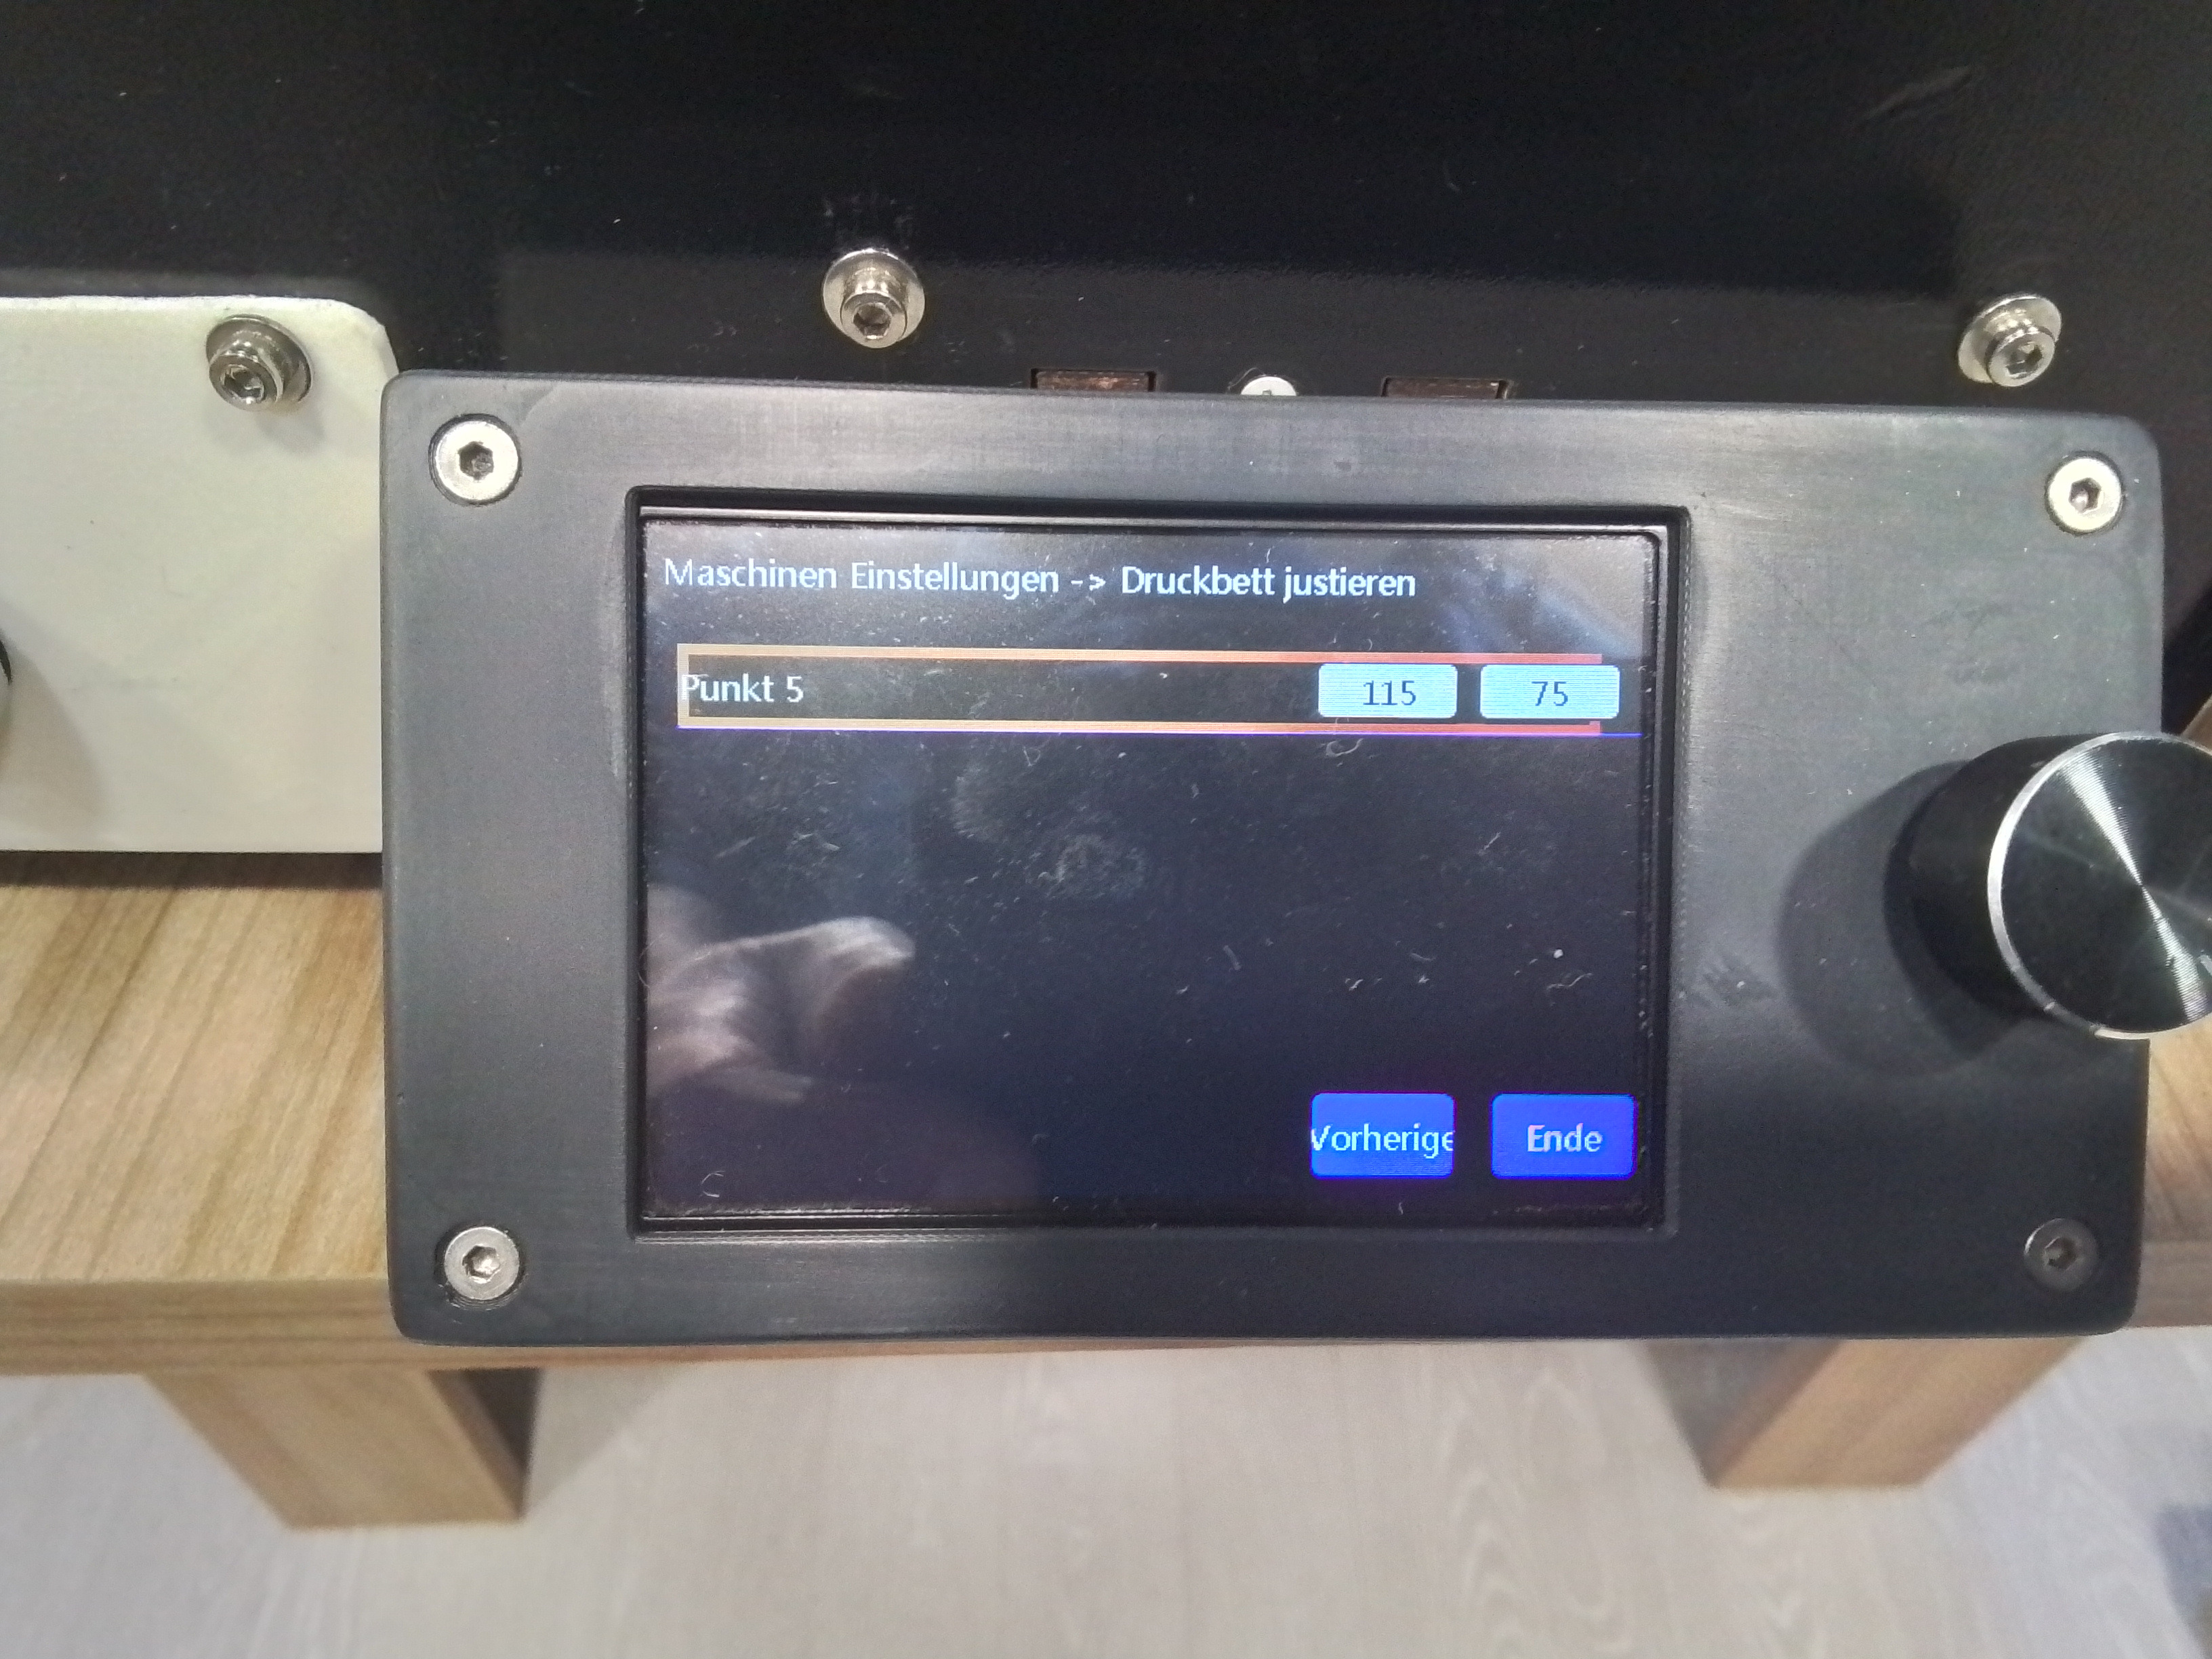 Maschinen Einstellungen -> Druckbett justieren
Punkt 5 115 75
Vorherige Ende